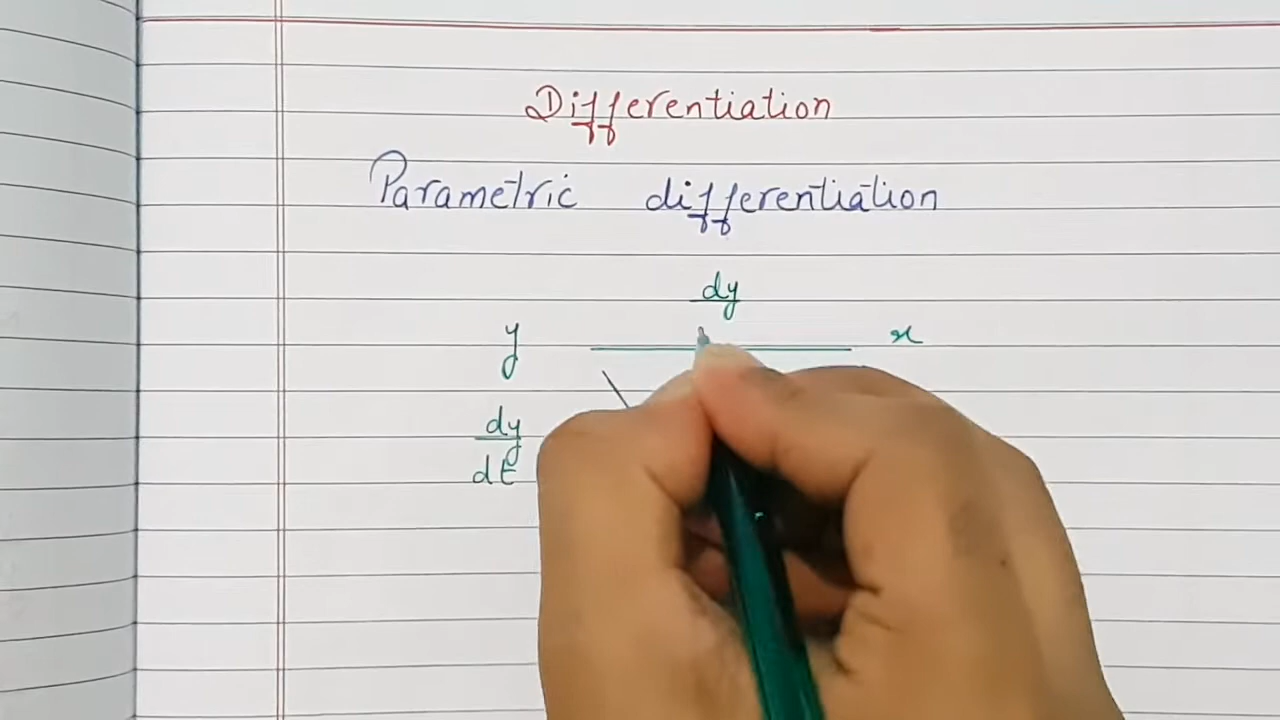 Differentiation
Parametric differentiation
dy
y x
dy
dt